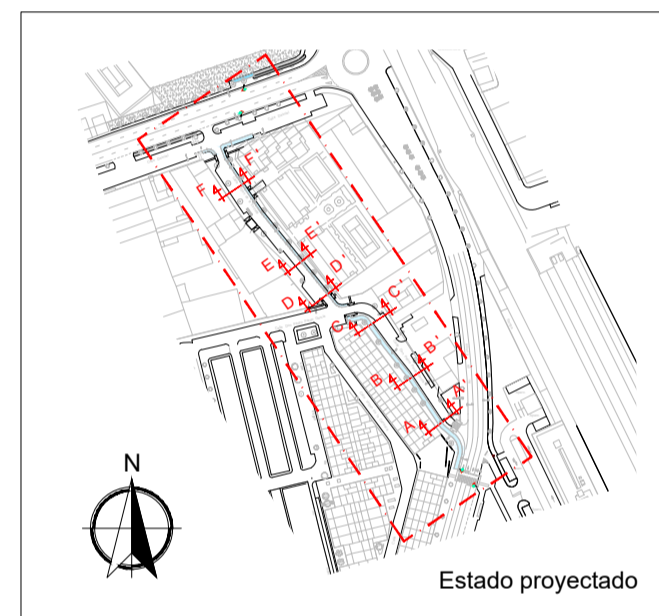 F F'
E E'
D D'
C C'
B B'
A A'
N
Estado proyectado